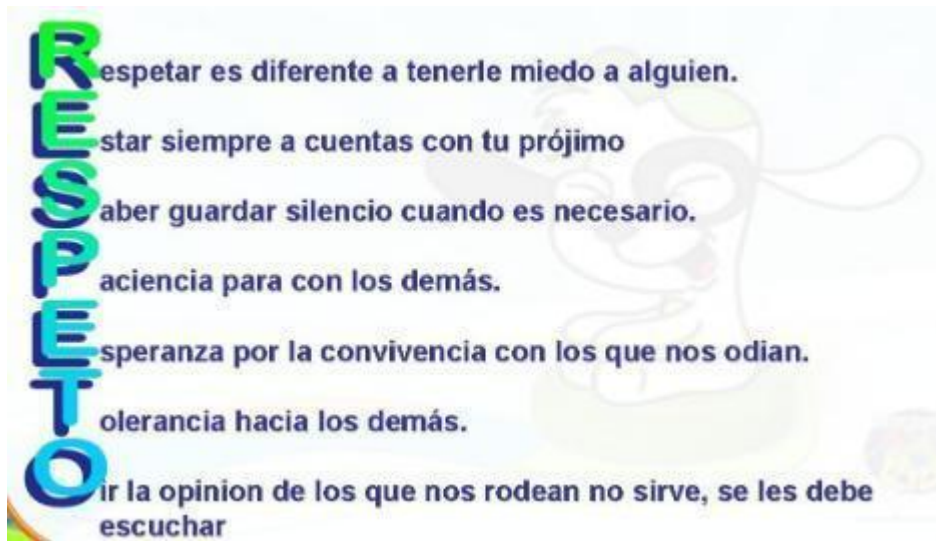 Respetar es diferente a tenerle miedo a alguien.
Estar siempre a cuentas con tu prójimo
Saber guardar silencio cuando es necesario.
Paciencia para con los demás.
Esperanza por la convivencia con los que nos odian.
Tolerancia hacia los demás.
Oir la opinion de los que nos rodean no sirve, se les debe
escuchar